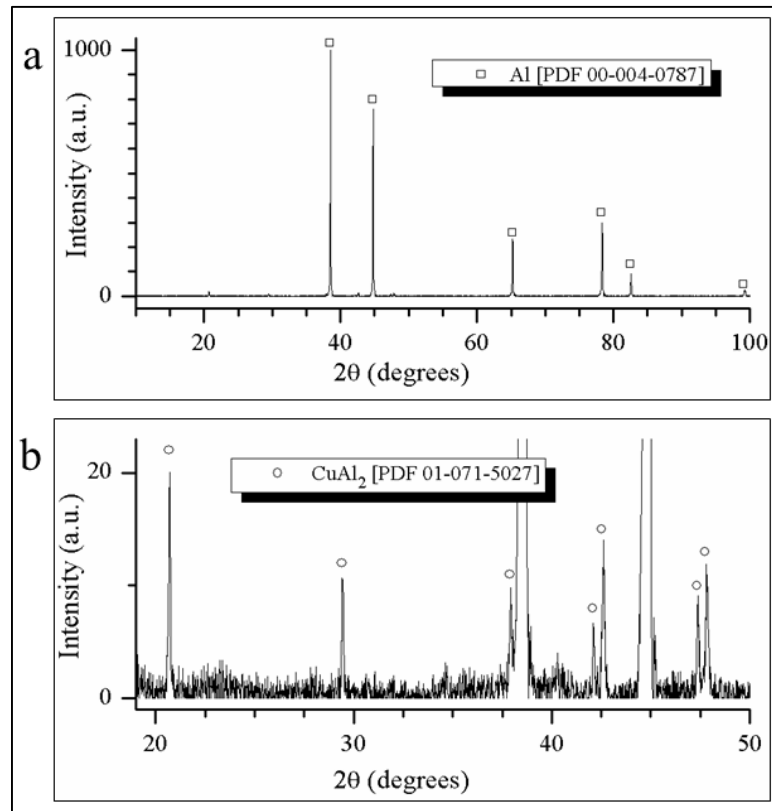 a
1000
0
Intensity (a.u.)
□ Al [PDF 00-004-0787]
20 40 60 80 100
2θ (degrees)
b
20
0
Intensity (a.u.)
○ CuAl₂ [PDF 01-071-5027]
20 30 40 50
2θ (degrees)